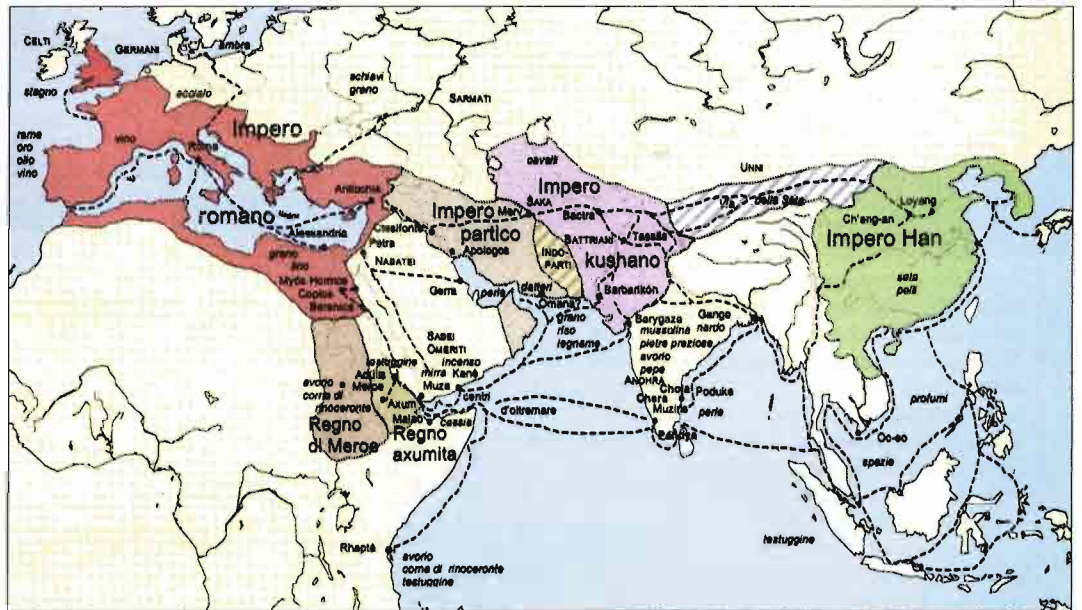 CELTI
GERMANI
ambra
stagno
acciaio
schiavi
grano
SARMATI
rame
oro
olio
vino
vino
Impero
romano
Roma
Antiochia
Alessandria
grano
lino
Myos Hormos
Coptos
Berenice
Petra
NABATEI
Ctesifonte
Impero
partico
Apologos
Gerra
perle
datteri
INDO-
PARTI
Omana
grano
riso
legname
cavalli
Impero
kushano
SAKA
Merv
Bactra
BATTRIANI
Tassila
Barbarikon
UNNI
Via
della Seta
Ch'ang-an
Loyang
Impero Han
seta
pelli
Barygaza
mussolina
pietre preziose
avorio
pepe
Gange
nardo
ANDHRA
Chola
Chera
Muziris
Poduke
perle
Pandya
SABEI
OMERITI
incenso
mirra
Kane
Muza
testuggine
Adulis
Meroe
Axum
Malao
cassia
centri
d'oltremare
avorio
corna di
rinoceronte
Regno
di Meroe
Regno
axumita
profumi
Oc-eo
spezie
testuggine
Rhapta
avorio
corna di rinoceronte
testuggine